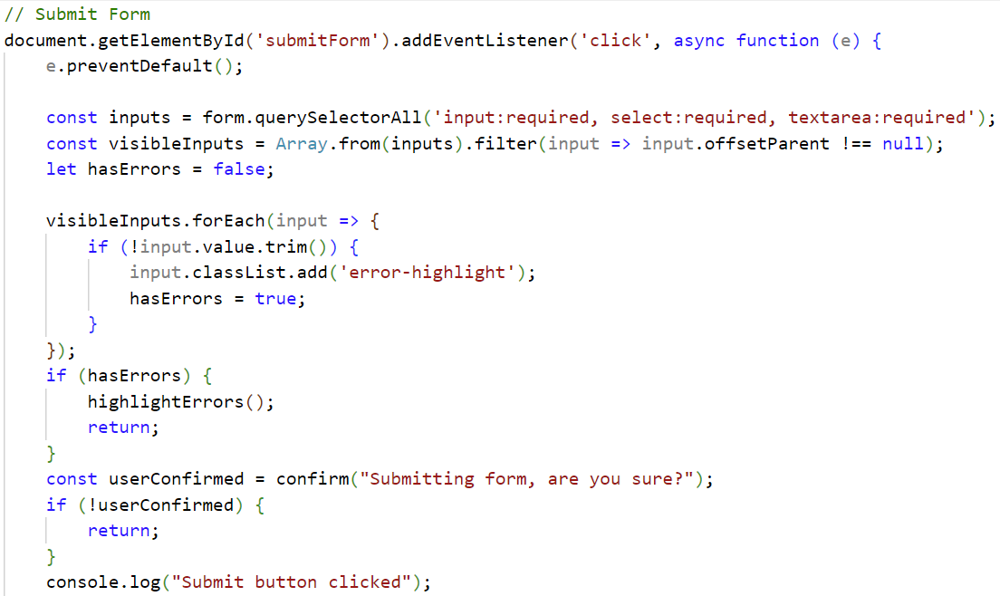 // Submit Form
document.getElementById('submitForm').addEventListener('click', async function (e) {
    e.preventDefault();

    const inputs = form.querySelectorAll('input:required, select:required, textarea:required');
    const visibleInputs = Array.from(inputs).filter(input => input.offsetParent !== null);
    let hasErrors = false;

    visibleInputs.forEach(input => {
        if (!input.value.trim()) {
            input.classList.add('error-highlight');
            hasErrors = true;
        }
    });
    if (hasErrors) {
        highlightErrors();
        return;
    }
    const userConfirmed = confirm("Submitting form, are you sure?");
    if (!userConfirmed) {
        return;
    }
    console.log("Submit button clicked");